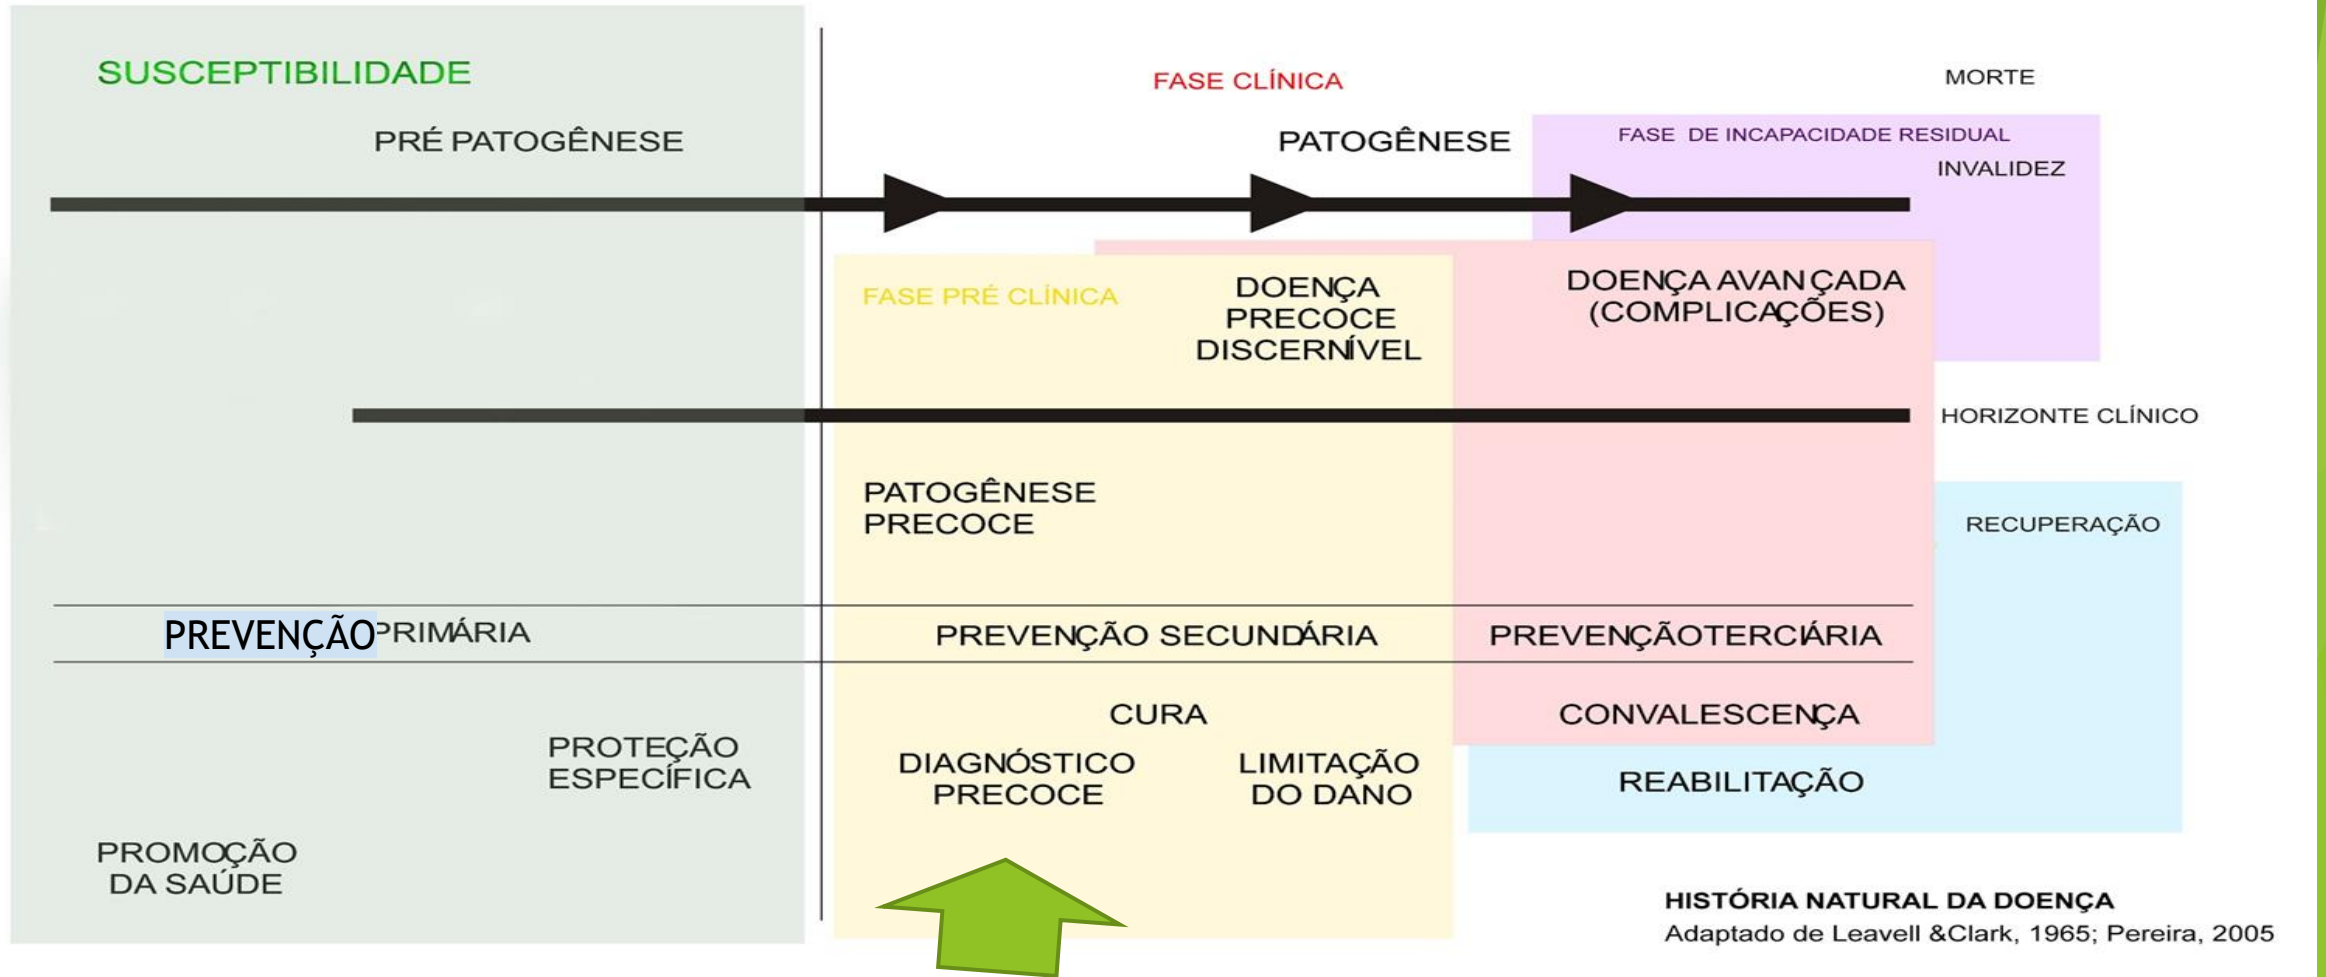 SUSCEPTIBILIDADE
PRÉ PATOGÊNESE
FASE CLÍNICA
PATOGÊNESE
MORTE
FASE DE INCAPACIDADE RESIDUAL
INVALIDEZ
FASE PRÉ CLÍNICA
DOENÇA
PRECOCE
DISCERNÍVEL
DOENÇA AVANÇADA
(COMPLICAÇÕES)
HORIZONTE CLÍNICO
PATOGÊNESE
PRECOCE
RECUPERAÇÃO
PREVENÇÃO PRIMÁRIA
PREVENÇÃO SECUNDÁRIA
PREVENÇÃO TERCIÁRIA
PROMOÇÃO
DA SAÚDE
PROTEÇÃO
ESPECÍFICA
CURA
DIAGNÓSTICO
PRECOCE
LIMITAÇÃO
DO DANO
CONVALESCENÇA
REABILITAÇÃO
HISTÓRIA NATURAL DA DOENÇA
Adaptado de Leavell &Clark, 1965; Pereira, 2005